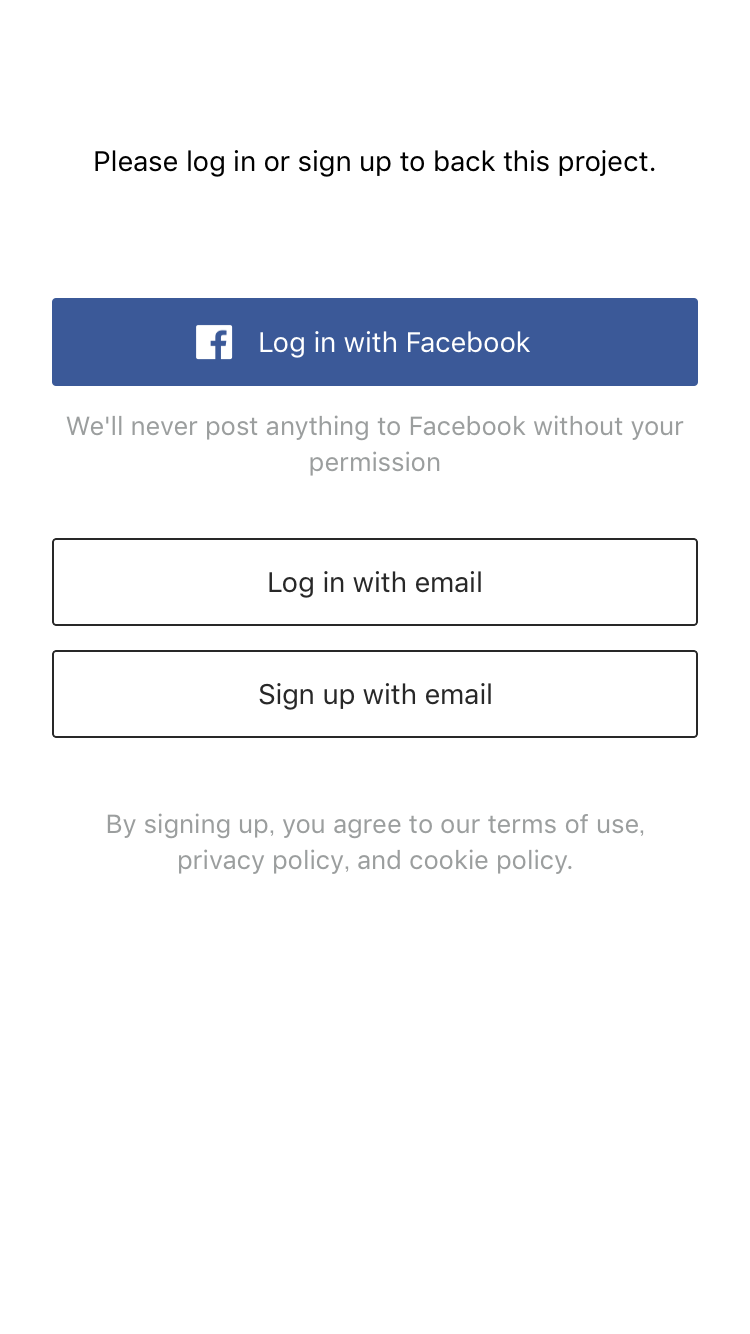 Please log in or sign up to back this project.
Log in with Facebook
We'll never post anything to Facebook without your
permission
Log in with email
Sign up with email
By signing up, you agree to our terms of use,
privacy policy, and cookie policy.